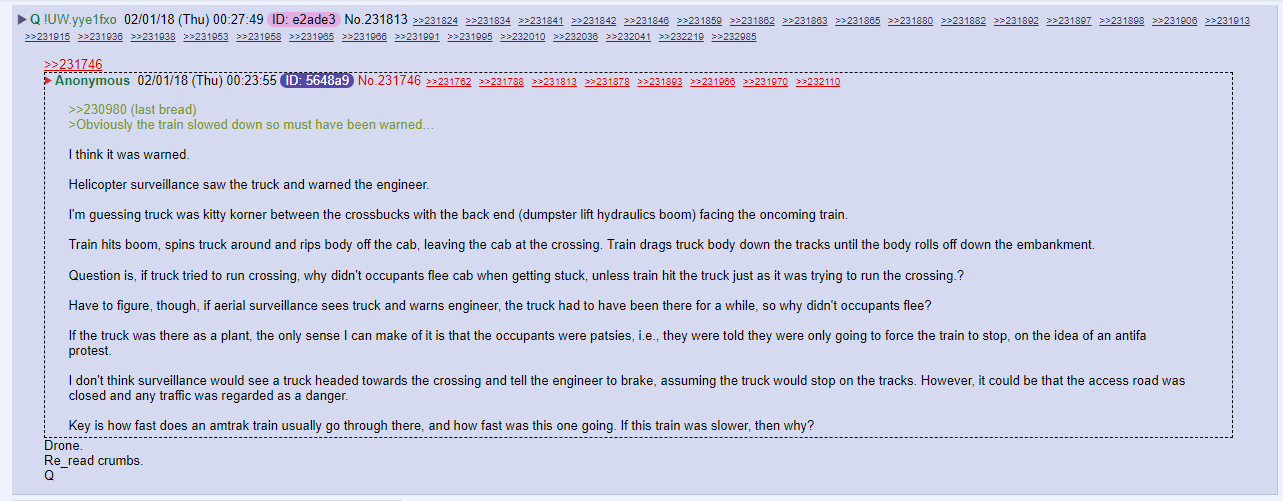 ▶ Q !UW.yye1fxo 02/01/18 (Thu) 00:27:49 ID: e2ade3 No.231813 >>231824 >>231834 >>231841 >>231842 >>231846 >>231859 >>231862 >>231863 >>231865 >>231880 >>231882 >>231892 >>231897 >>231898 >>231906 >>231913
>>231915 >>231936 >>231938 >>231953 >>231958 >>231965 >>231966 >>231991 >>231995 >>232010 >>232036 >>232041 >>232219 >>232985
>>231746
▶ Anonymous 02/01/18 (Thu) 00:23:55 ID: 5648a9 No.231746 >>231762 >>231788 >>231813 >>231878 >>231893 >>231966 >>231970 >>232110
>>230980 (last bread)
>Obviously the train slowed down so must have been warned...
I think it was warned.
Helicopter surveillance saw the truck and warned the engineer.
I'm guessing truck was kitty korner between the crossbucks with the back end (dumpster lift hydraulics boom) facing the oncoming train.
Train hits boom, spins truck around and rips body off the cab, leaving the cab at the crossing. Train drags truck body down the tracks until the body rolls off down the embankment.
Question is, if truck tried to run crossing, why didn't occupants flee cab when getting stuck, unless train hit the truck just as it was trying to run the crossing.?
Have to figure, though, if aerial surveillance sees truck and warns engineer, the truck had to have been there for a while, so why didn't occupants flee?
If the truck was there as a plant, the only sense I can make of it is that the occupants were patsies, i.e., they were told they were only going to force the train to stop, on the idea of an antifa
protest.
I don't think surveillance would see a truck headed towards the crossing and tell the engineer to brake, assuming the truck would stop on the tracks. However, it could be that the access road was
closed and any traffic was regarded as a danger.
Key is how fast does an amtrak train usually go through there, and how fast was this one going. If this train was slower, then why?
Drone.
Re_read crumbs.
Q